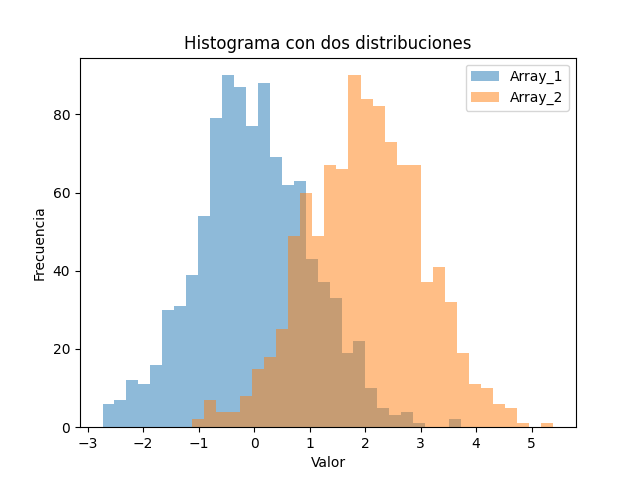 Histograma con dos distribuciones
Array_1
Array_2
Frecuencia
80
60
40
20
0
−3 −2 −1 0 1 2 3 4 5
Valor